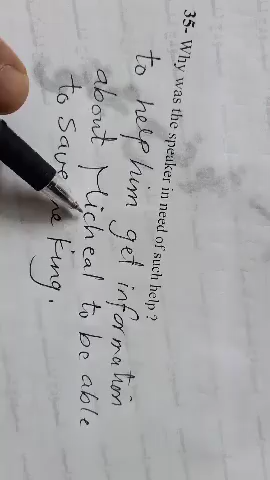 35- Why was the speaker in need of such help?
to help him get information
about Micheal to be able
to save king.